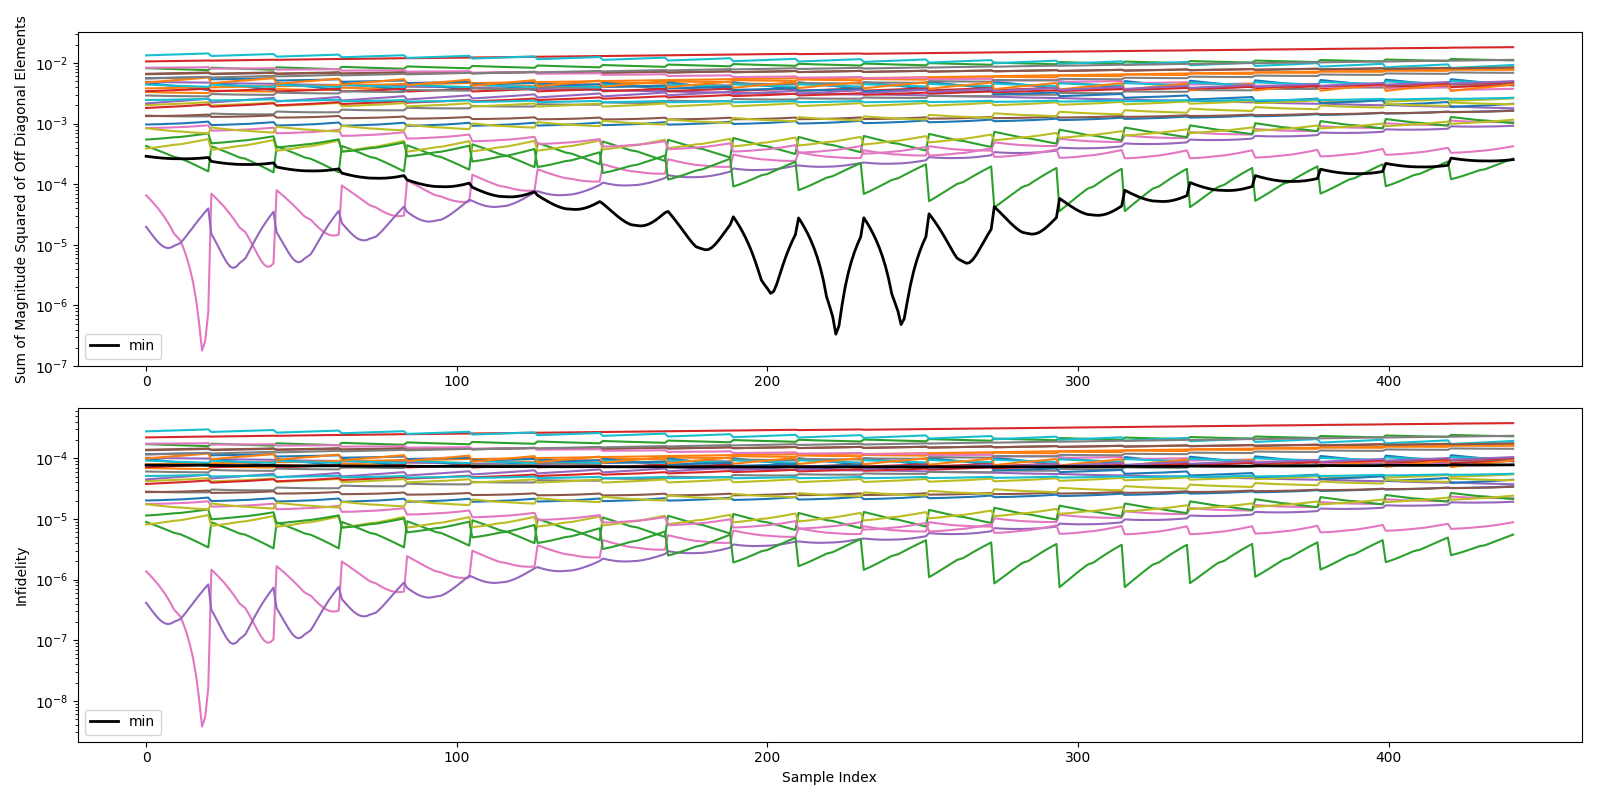 Sum of Magnitude Squared of Off Diagonal Elements
10⁻²
10⁻³
10⁻⁴
10⁻⁵
10⁻⁶
10⁻⁷
min
0 100 200 300 400
Infidelity
10⁻⁴
10⁻⁵
10⁻⁶
10⁻⁷
10⁻⁸
min
0 100 200 300 400
Sample Index